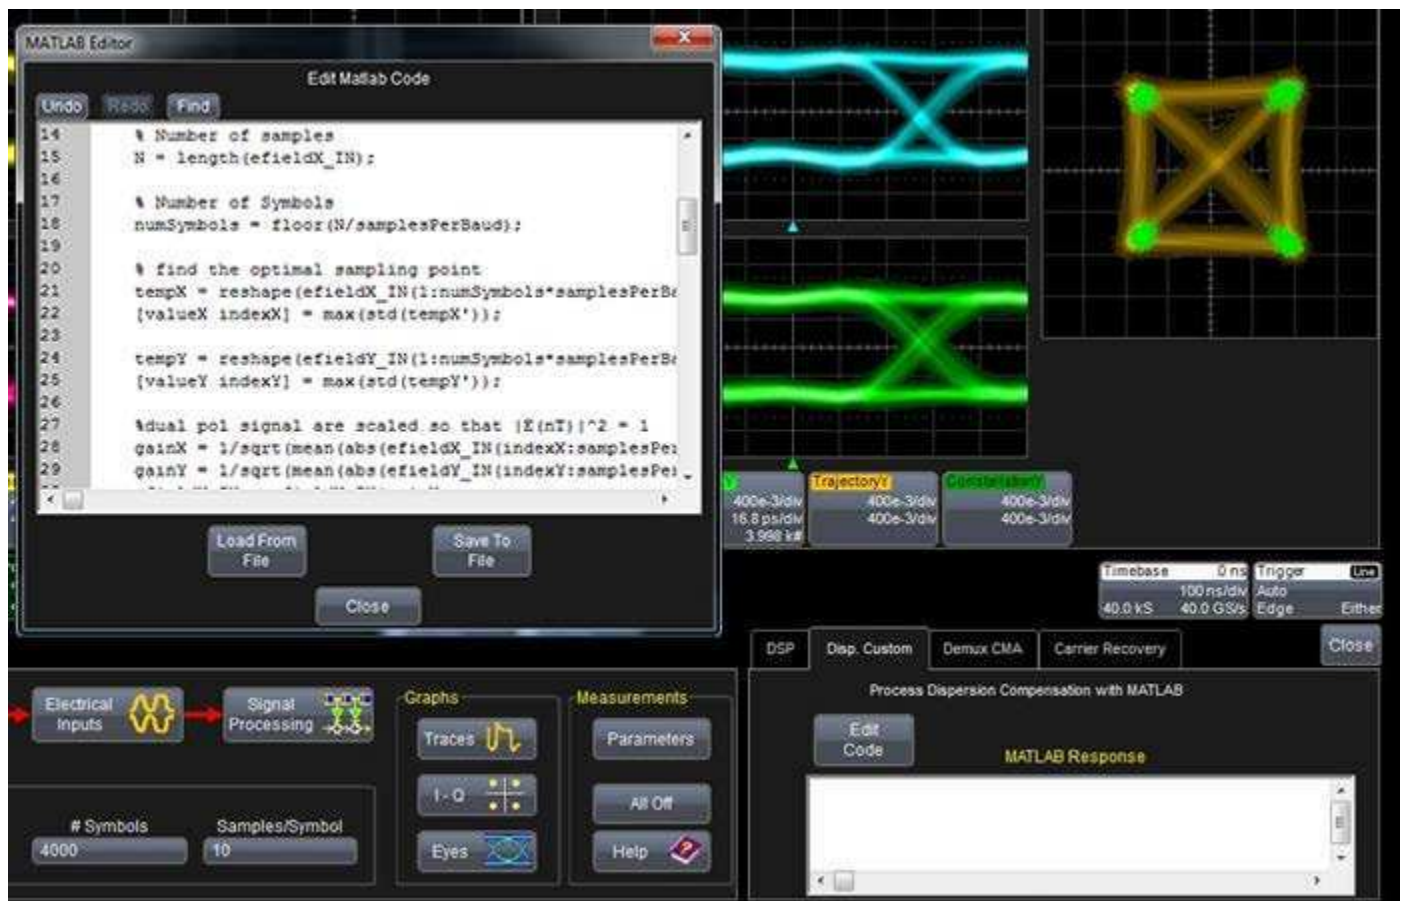 MATLAB Editor
Edit Matlab Code
Undo Redo Find
14 % Number of samples
15 N = length(efieldX_IN);
16
17 % Number of Symbols
18 numSymbols = floor(N/samplesPerBaud);
19
20 % find the optimal sampling point
21 tempX = reshape(efieldX_IN(1:numSymbols*samplesPerBa
22 [valueX indexX] = max(std(tempX'));
23
24 tempY = reshape(efieldY_IN(1:numSymbols*samplesPerBa
25 [valueY indexY] = max(std(tempY'));
26
27 %dual pol signal are scaled so that |E(nT)|^2 = 1
28 gainX = 1/sqrt(mean(abs(efieldX_IN(indexX:samplesPer
29 gainY = 1/sqrt(mean(abs(efieldY_IN(indexY:samplesPer
Load From
File
Save To
File
Close
Y
400e-3/div
16.8 ps/div
3.998 k#
TrajectoryY
400e-3/div
400e-3/div
ConstellationY
400e-3/div
400e-3/div
Timebase 0 ns
100 ns/div
40.0 kS 40.0 GS/s
Trigger Line
Auto
Edge Either
DSP Disp. Custom Demux CMA Carrier Recovery Close
Process Dispersion Compensation with MATLAB
Edit
Code
MATLAB Response
Electrical
Inputs
Signal
Processing
# Symbols Samples/Symbol
4000 10
Graphs
Traces
I - Q
Eyes
Measurements
Parameters
All Off
Help